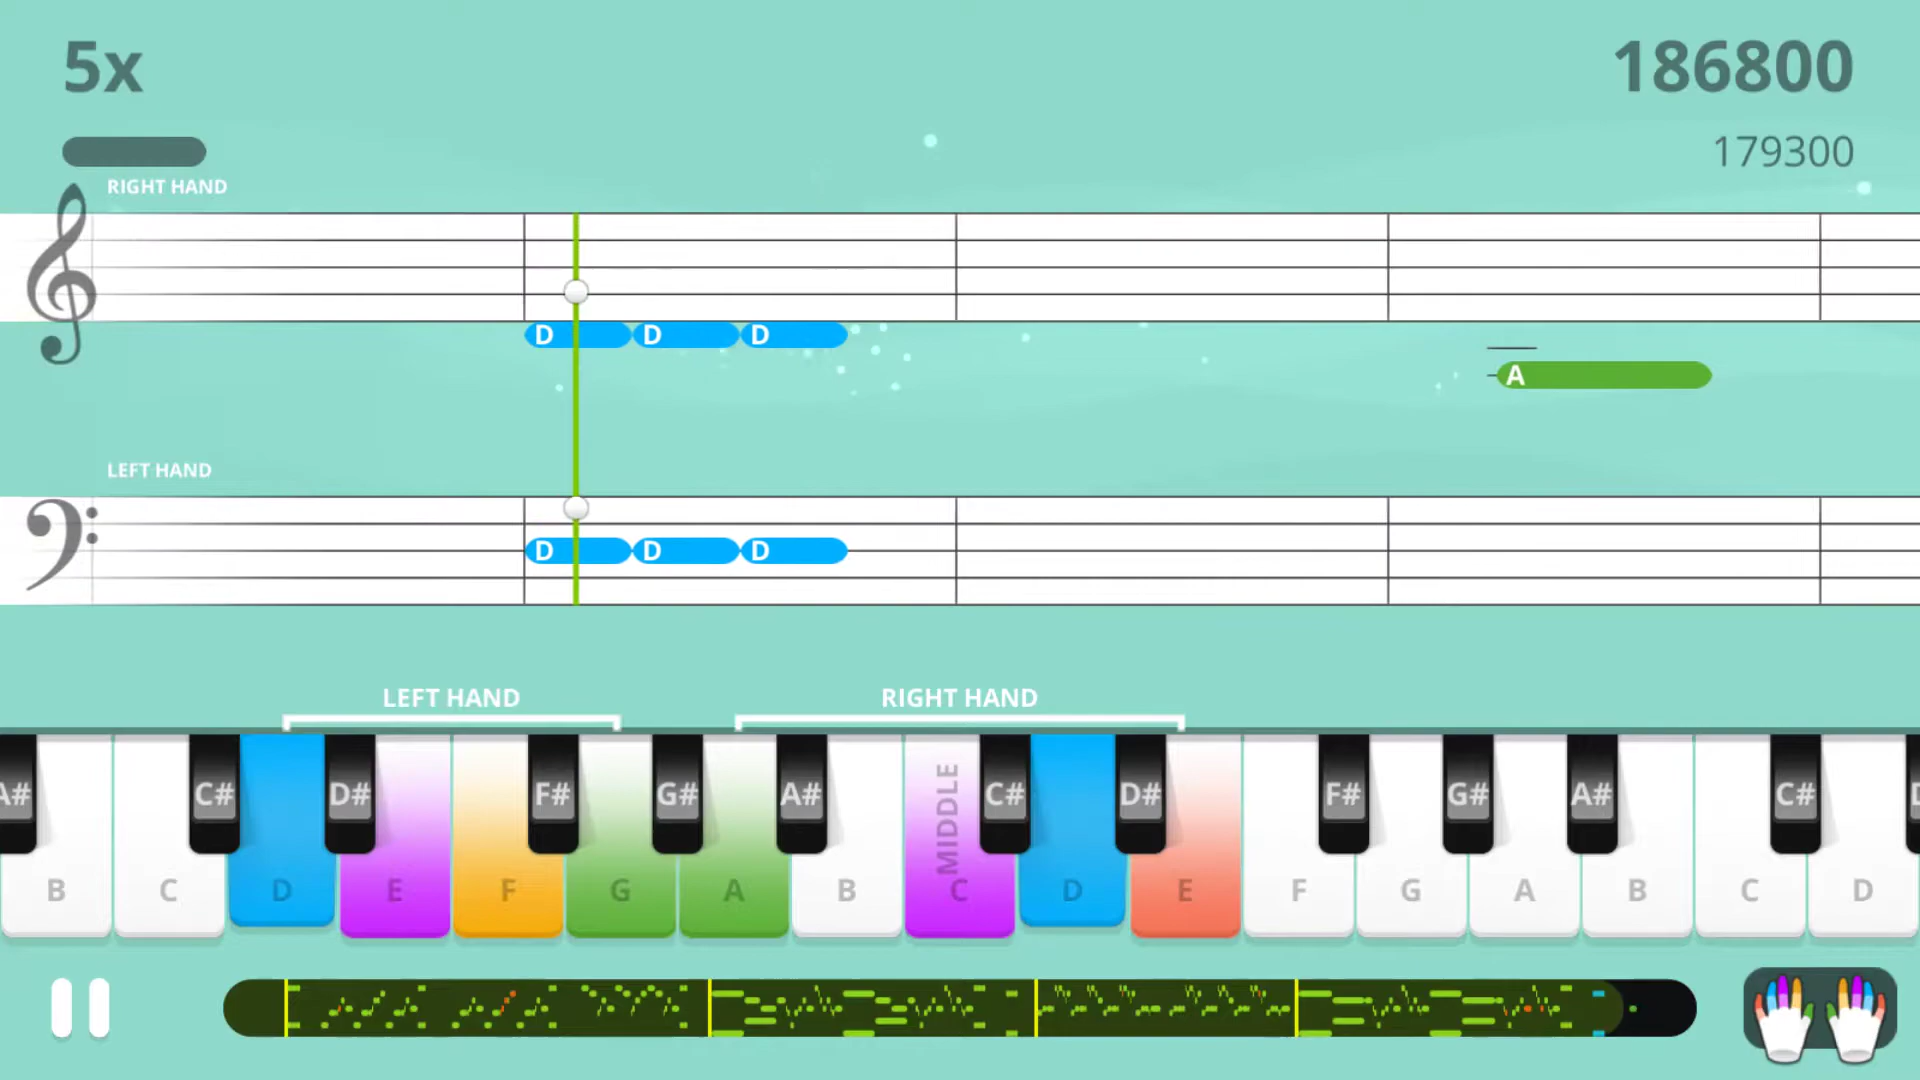 5x 186800
179300
RIGHT HAND
D D D
A
LEFT HAND
D D D
LEFT HAND RIGHT HAND
A# C# D# F# G# A# MIDDLE C# D# F# G# A# C#
B C D E F G A B C D E F G A B C D